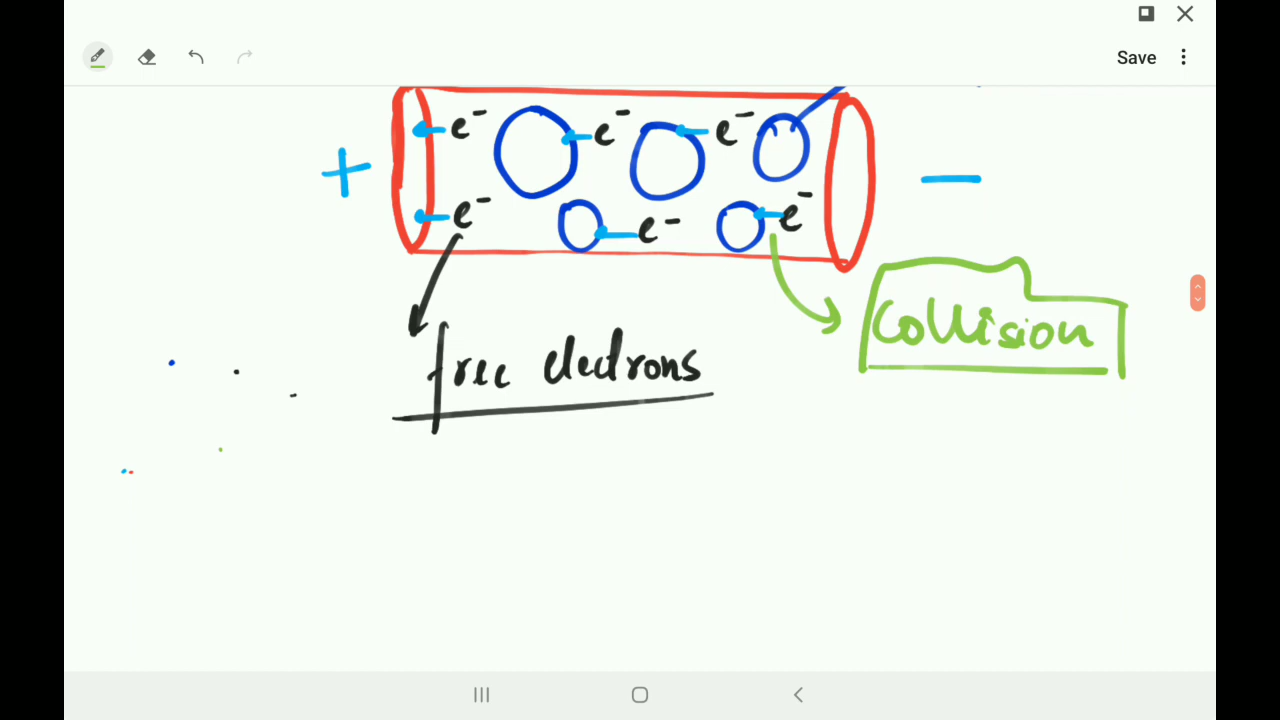 Save
e⁻ e⁻ e⁻
+ −
e⁻ e⁻ e⁻
Collision
free electrons